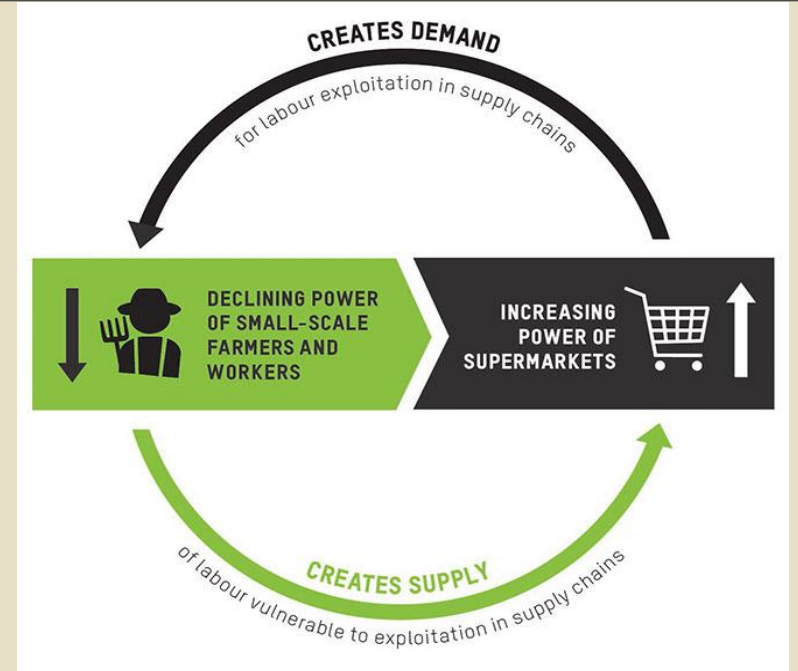 CREATES DEMAND
for labour exploitation in supply chains
DECLINING POWER
OF SMALL-SCALE
FARMERS AND
WORKERS
INCREASING
POWER OF
SUPERMARKETS
CREATES SUPPLY
of labour vulnerable to exploitation in supply chains